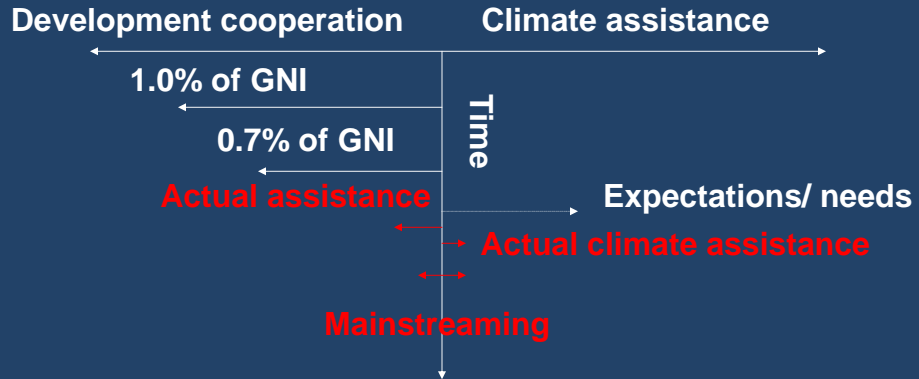 Development cooperation
Climate assistance
1.0% of GNI
Time
0.7% of GNI
Actual assistance
Expectations/ needs
Actual climate assistance
Mainstreaming